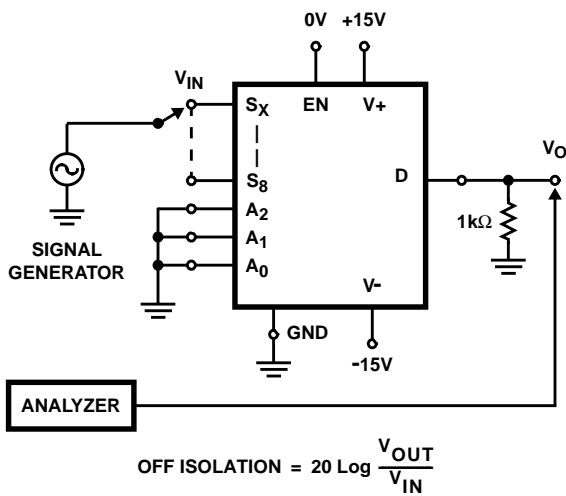 0V +15V
V_IN
S_X EN V+
S_8 D V_O
A_2
1kΩ
A_1
SIGNAL
GENERATOR
A_0
V-
GND
-15V
ANALYZER
OFF ISOLATION = 20 Log V_OUT / V_IN